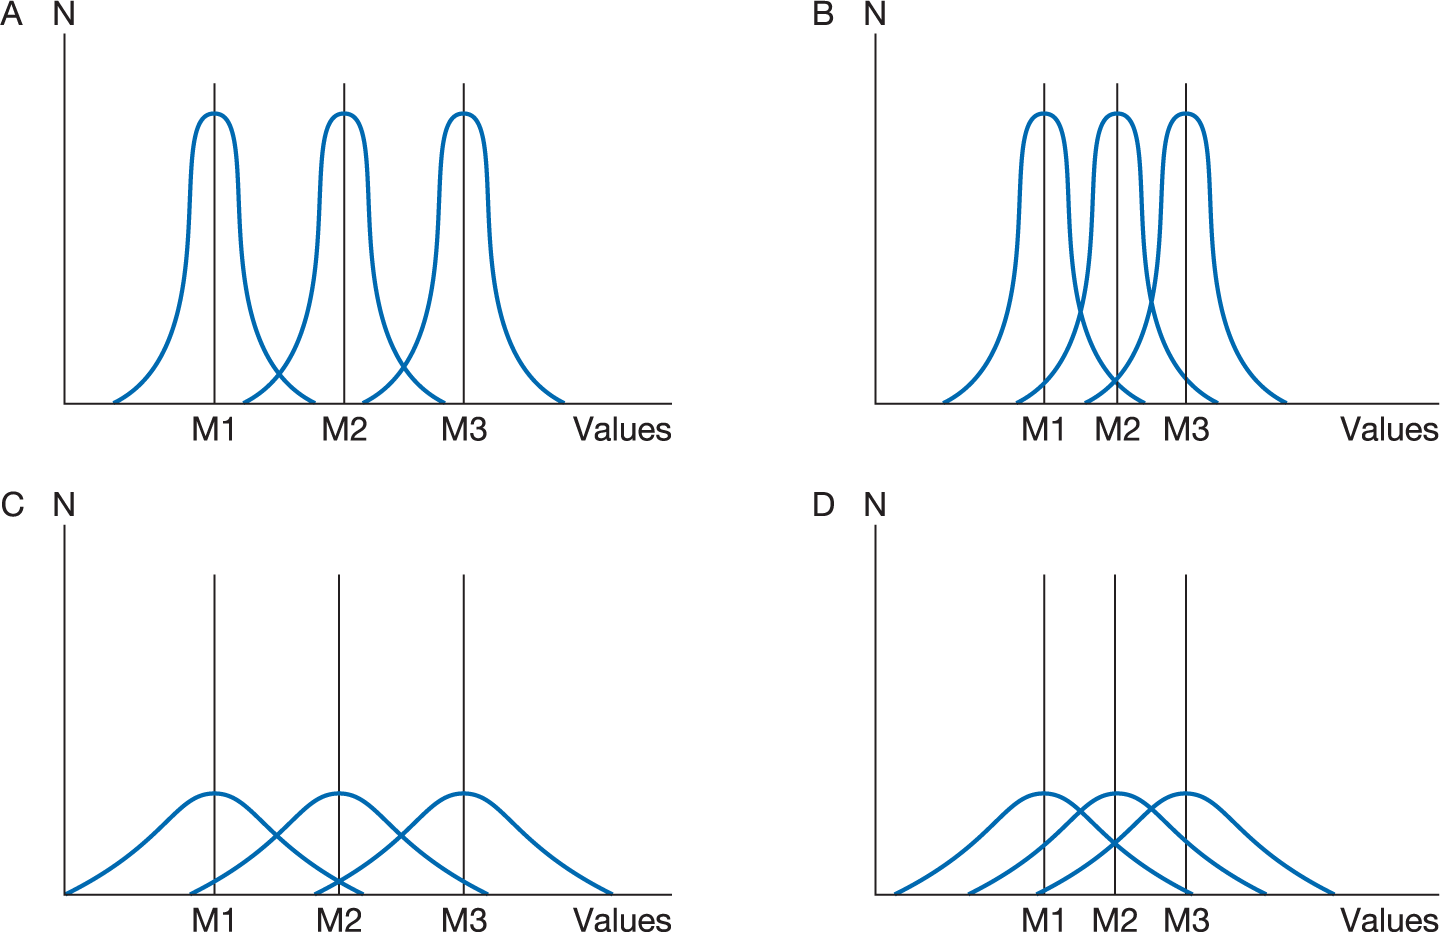 A N
B N
M1 M2 M3 Values
M1 M2 M3 Values
C N
D N
M1 M2 M3 Values
M1 M2 M3 Values